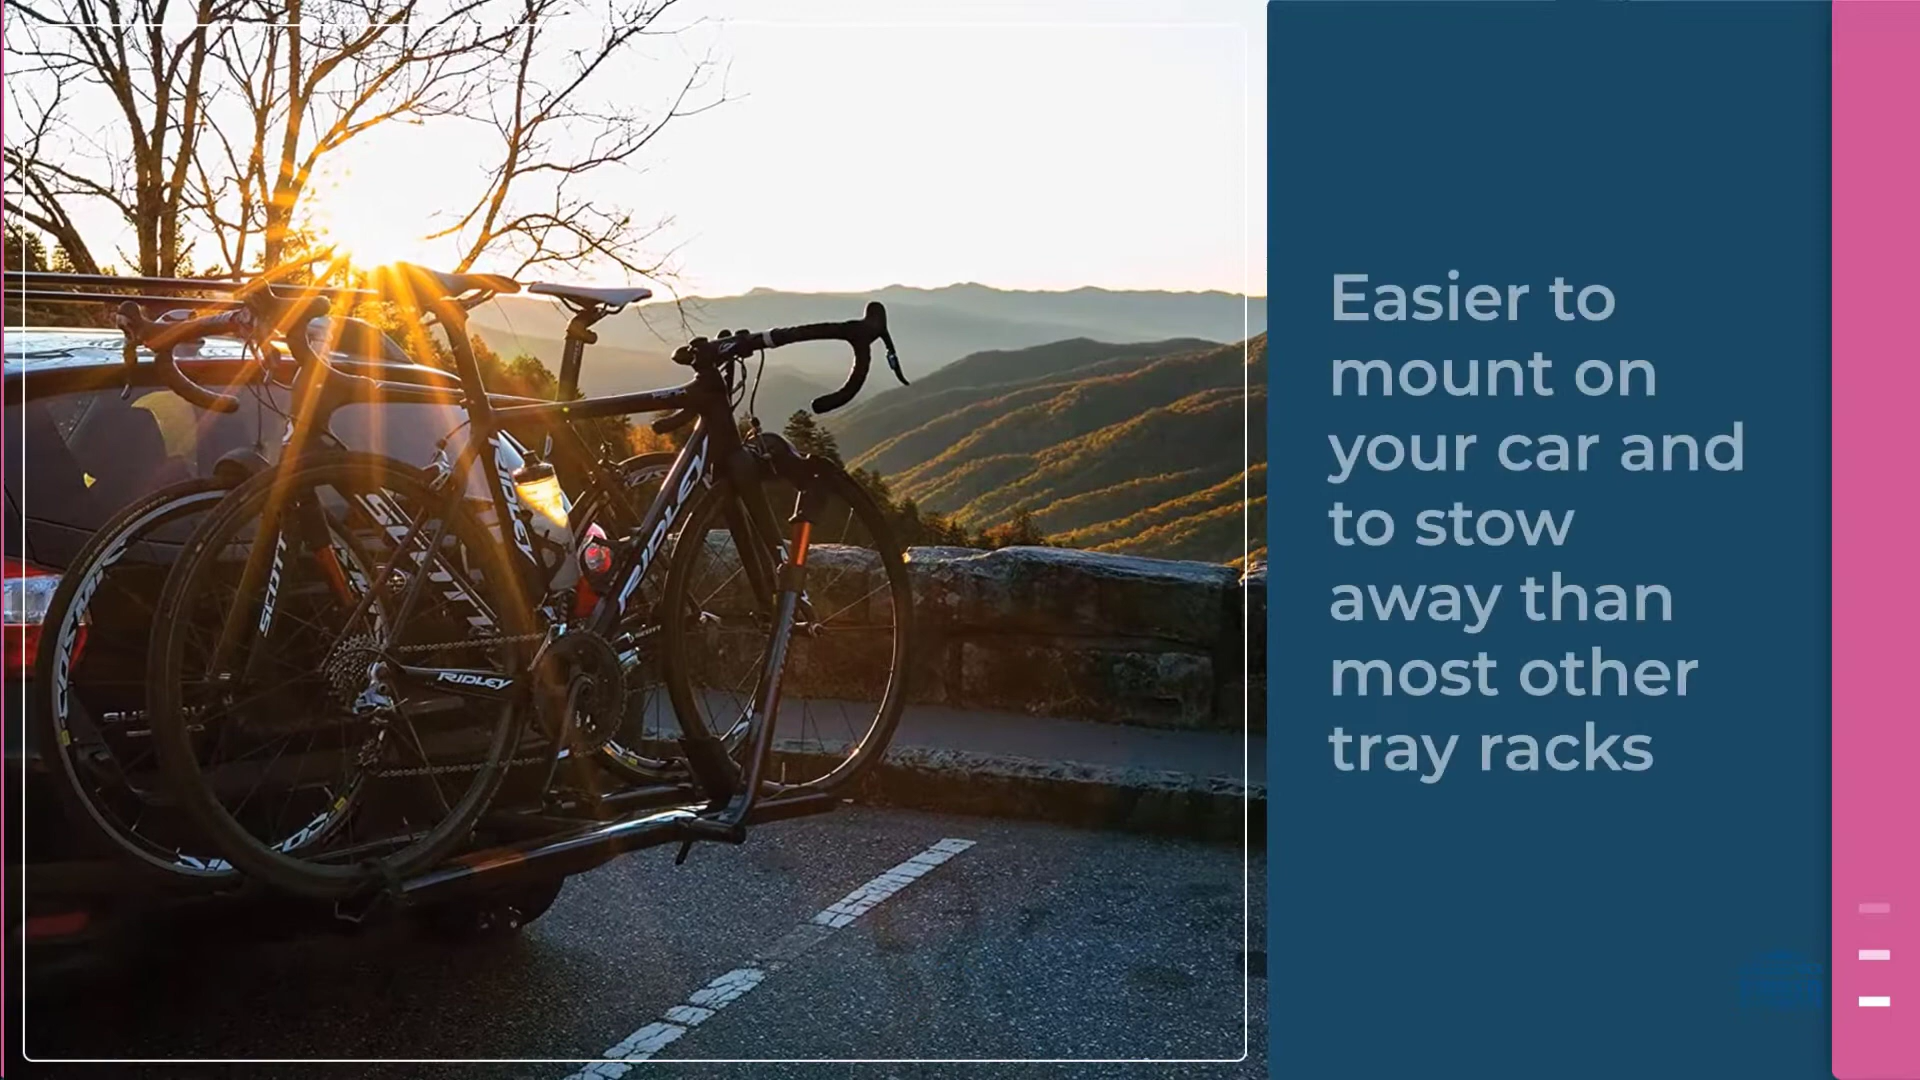 Easier to
mount on
your car and
to stow
away than
most other
tray racks
RIDLEY
RIDLEY
RIDLEY
SCOTT
SCOTT